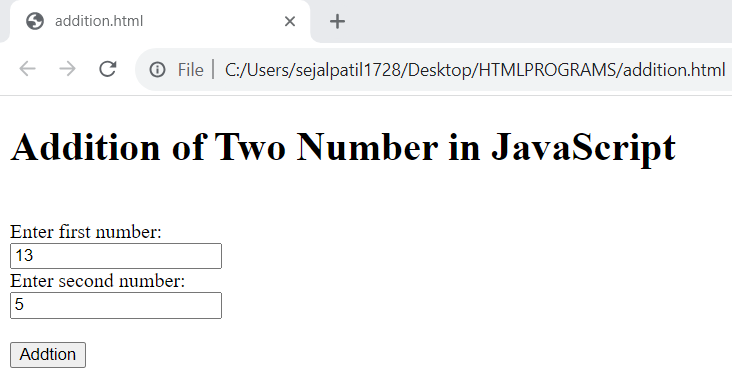 addition.html
File | C:/Users/sejalpatil1728/Desktop/HTMLPROGRAMS/addition.html
Addition of Two Number in JavaScript
Enter first number:
13
Enter second number:
5
Addtion